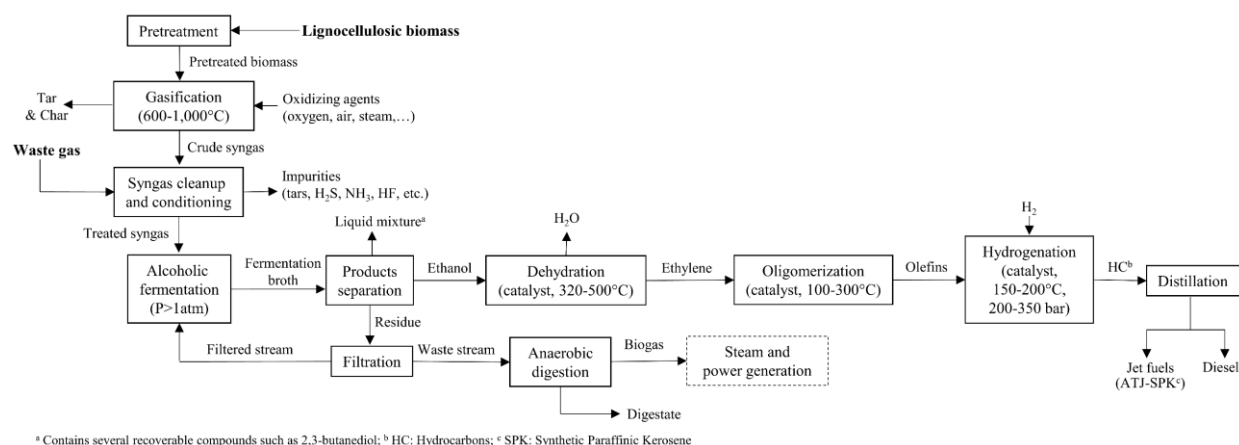 Pretreatment
Lignocellulosic biomass
Pretreated biomass
Tar
& Char
Gasification
(600-1,000°C)
Oxidizing agents
(oxygen, air, steam,…)
Waste gas
Crude syngas
Syngas cleanup
and conditioning
Impurities
(tars, H₂S, NH₃, HF, etc.)
Treated syngas
Liquid mixtureᵃ
H₂O
H₂
Alcoholic
fermentation
(P>1atm)
Fermentation
broth
Products
separation
Ethanol
Dehydration
(catalyst, 320-500°C)
Ethylene
Oligomerization
(catalyst, 100-300°C)
Olefins
Hydrogenation
(catalyst,
150-200°C,
200-350 bar)
HCᵇ
Distillation
Residue
Filtered stream
Filtration
Waste stream
Anaerobic
digestion
Biogas
Steam and
power generation
Jet fuels
(ATJ-SPKᶜ)
Diesel
Digestate
ᵃ Contains several recoverable compounds such as 2,3-butanediol; ᵇ HC: Hydrocarbons; ᶜ SPK: Synthetic Paraffinic Kerosene